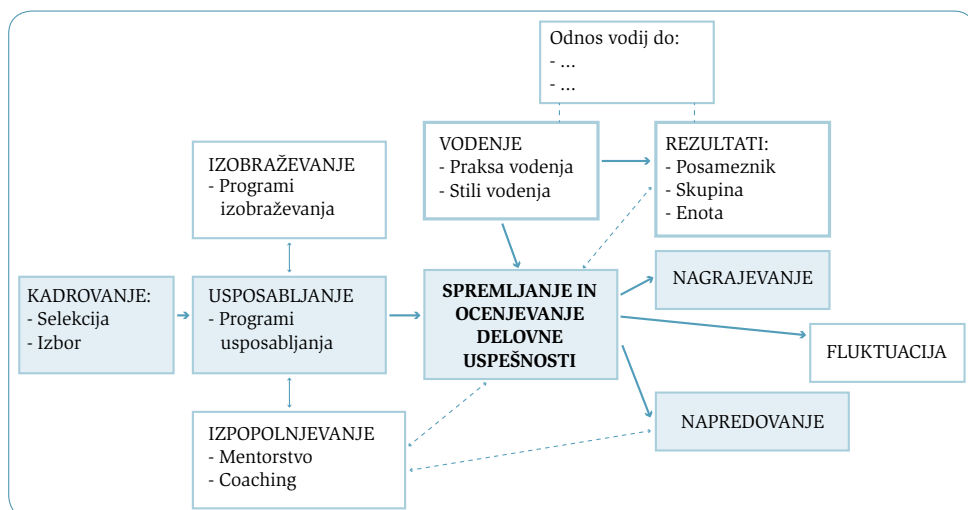 Odnos vodij do:
- ...
- ...
VODENJE
- Praksa vodenja
- Stili vodenja
REZULTATI:
- Posameznik
- Skupina
- Enota
IZOBRAŽEVANJE
- Programi
izobraževanja
KADROVANJE:
- Selekcija
- Izbor
USPOSABLJANJE
- Programi
usposabljanja
SPREMLJANJE IN
OCENJEVANJE
DELOVNE
USPEŠNOSTI
NAGRAJEVANJE
FLUKTUACIJA
NAPREDOVANJE
IZPOPOLNJEVANJE
- Mentorstvo
- Coaching